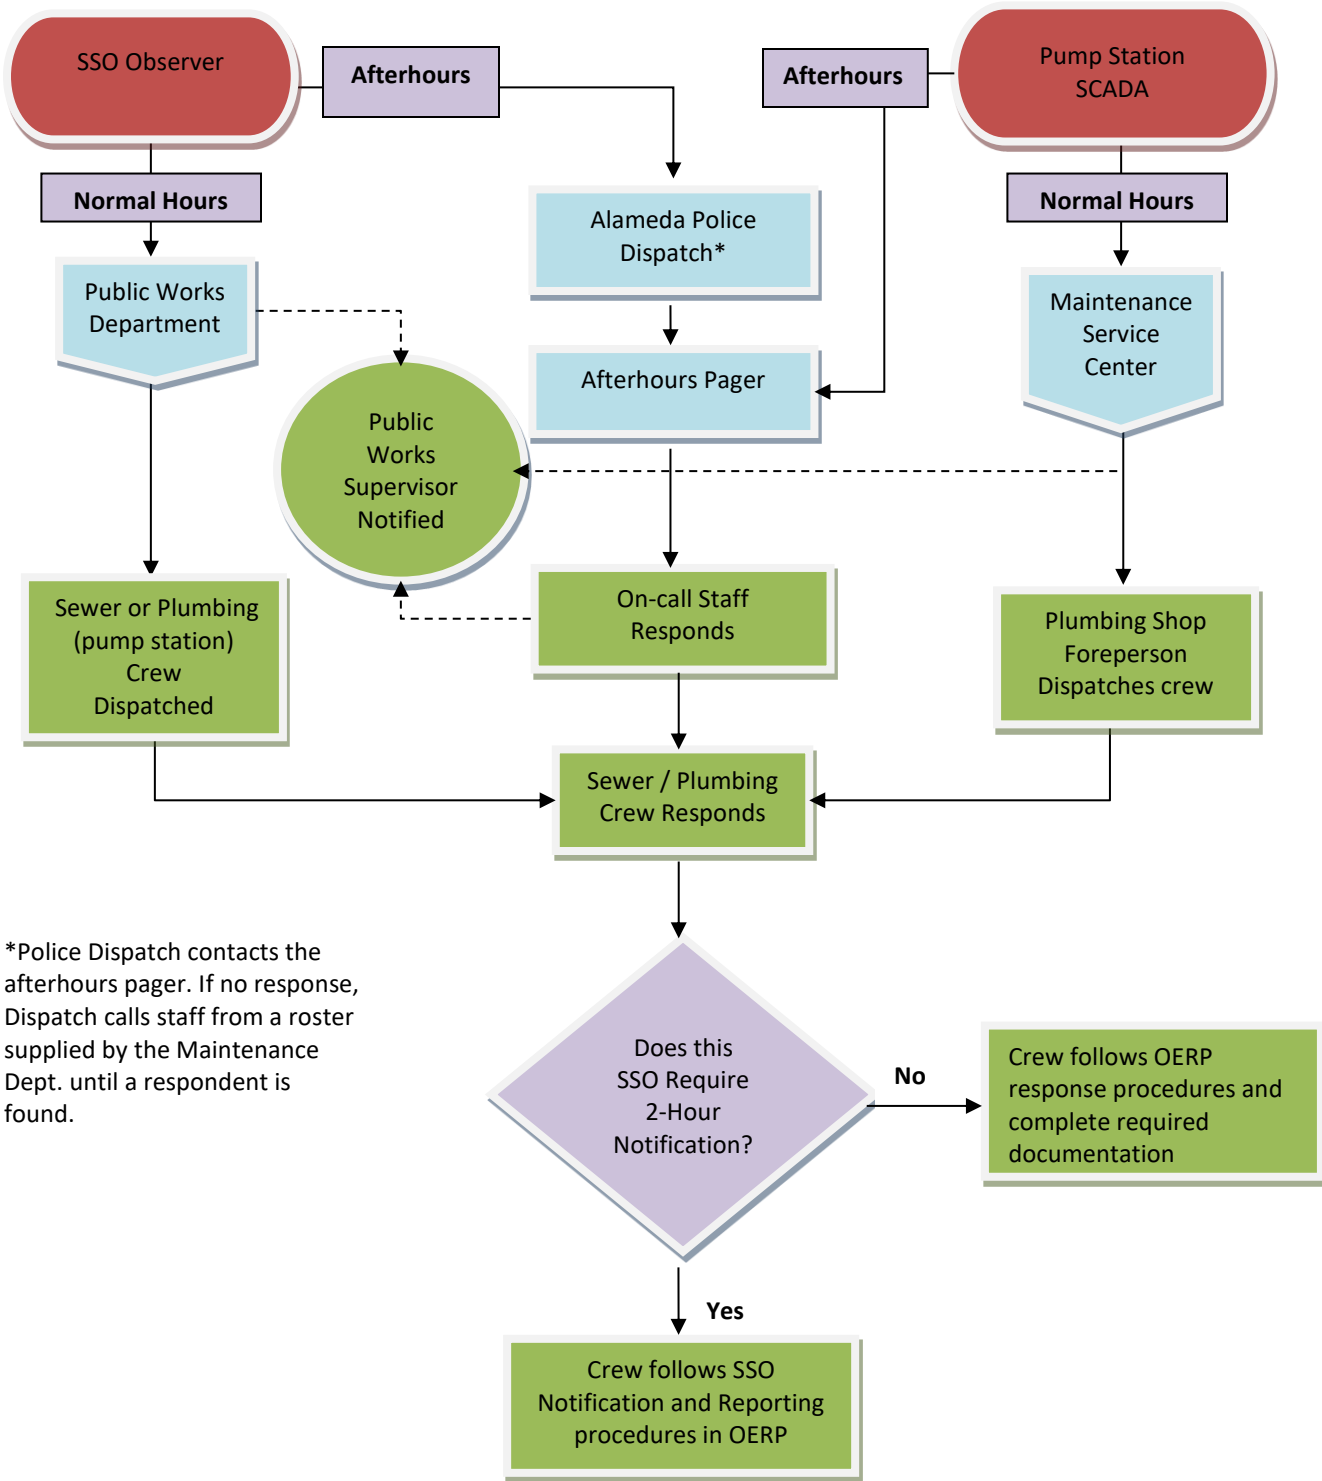 SSO Observer
Afterhours
Afterhours
Pump Station
SCADA
Normal Hours
Normal Hours
Alameda Police
Dispatch*
Public Works
Department
Maintenance
Service
Center
Afterhours Pager
Public
Works
Supervisor
Notified
Sewer or Plumbing
(pump station)
Crew
Dispatched
On-call Staff
Responds
Plumbing Shop
Foreperson
Dispatches crew
Sewer / Plumbing
Crew Responds
*Police Dispatch contacts the
afterhours pager. If no response,
Dispatch calls staff from a roster
supplied by the Maintenance
Dept. until a respondent is
found.
Does this
SSO Require
2-Hour
Notification?
No
Crew follows OERP
response procedures and
complete required
documentation
Yes
Crew follows SSO
Notification and Reporting
procedures in OERP